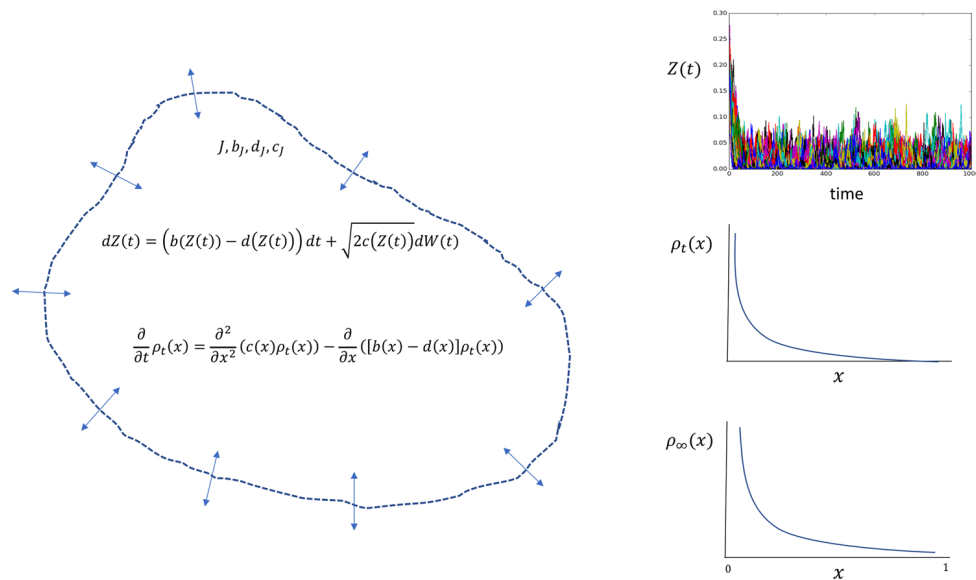 J, b_J, d_J, c_J
dZ(t) = (b(Z(t)) − d(Z(t))) dt + √(2c(Z(t))) dW(t)
∂/∂t ρ_t(x) = ∂²/∂x² (c(x)ρ_t(x)) − ∂/∂x ([b(x) − d(x)]ρ_t(x))
Z(t)
0.30
0.25
0.20
0.15
0.10
0.05
0.00
0 200 400 600 800 1000
time
ρ_t(x)
x
ρ_∞(x)
0 1
x